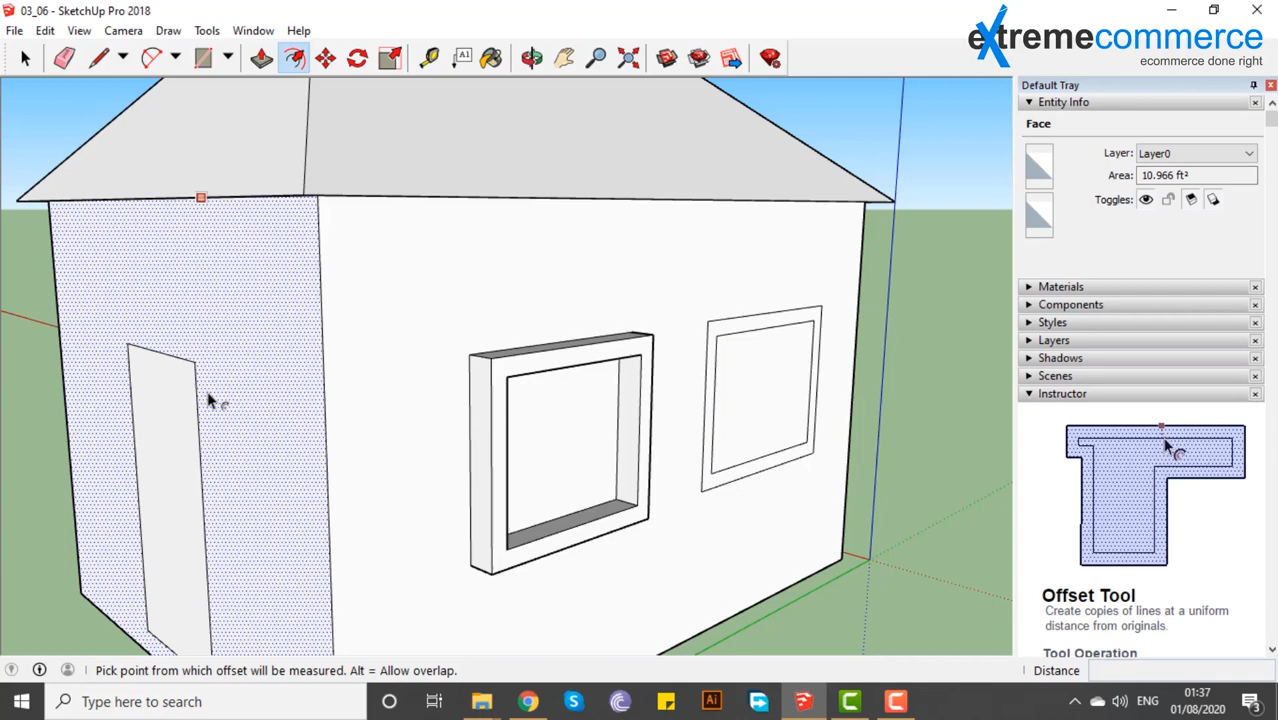 03_06 - SketchUp Pro 2018
File Edit View Camera Draw Tools Window Help
extremecommerce
ecommerce done right
A1
Default Tray
Entity Info
Face
Layer: Layer0
Area: 10.966 ft²
Toggles:
Materials
Components
Styles
Layers
Shadows
Scenes
Instructor
Offset Tool
Create copies of lines at a uniform
distance from originals.
Tool Operation
Pick point from which offset will be measured. Alt = Allow overlap.
Distance
Type here to search
Ai
ENG
01:37
01/08/2020
3